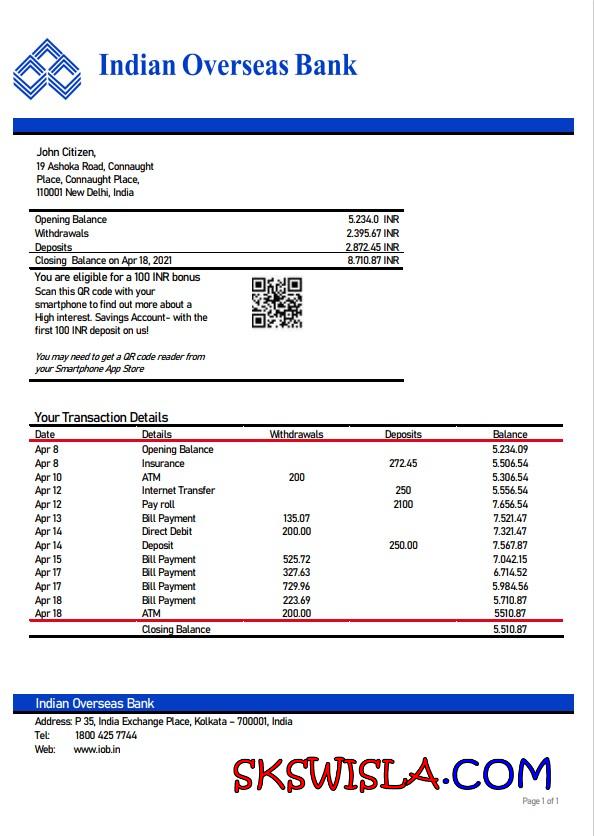 Indian Overseas Bank
John Citizen,
19 Ashoka Road, Connaught
Place, Connaught Place,
110001 New Delhi, India
Opening Balance 5.234.0 INR
Withdrawals 2.395.67 INR
Deposits 2.872.45 INR
Closing Balance on Apr 18, 2021 8.710.87 INR
You are eligible for a 100 INR bonus
Scan this QR code with your
smartphone to find out more about a
High interest. Savings Account- with the
first 100 INR deposit on us!
You may need to get a QR code reader from
your Smartphone App Store
Your Transaction Details
Date Details Withdrawals Deposits Balance
Apr 8 Opening Balance 5.234.09
Apr 8 Insurance 272.45 5.506.54
Apr 10 ATM 200 5.306.54
Apr 12 Internet Transfer 250 5.556.54
Apr 12 Pay roll 2100 7.656.54
Apr 13 Bill Payment 135.07 7.521.47
Apr 14 Direct Debit 200.00 7.321.47
Apr 14 Deposit 250.00 7.567.87
Apr 15 Bill Payment 525.72 7.042.15
Apr 17 Bill Payment 327.63 6.714.52
Apr 17 Bill Payment 729.96 5.984.56
Apr 18 Bill Payment 223.69 5.710.87
Apr 18 ATM 200.00 5510.87
Closing Balance 5.510.87
Indian Overseas Bank
Address: P 35, India Exchange Place, Kolkata – 700001, India
Tel: 1800 425 7744
Web: www.iob.in
SKSWISLA.COM
Page 1 of 1